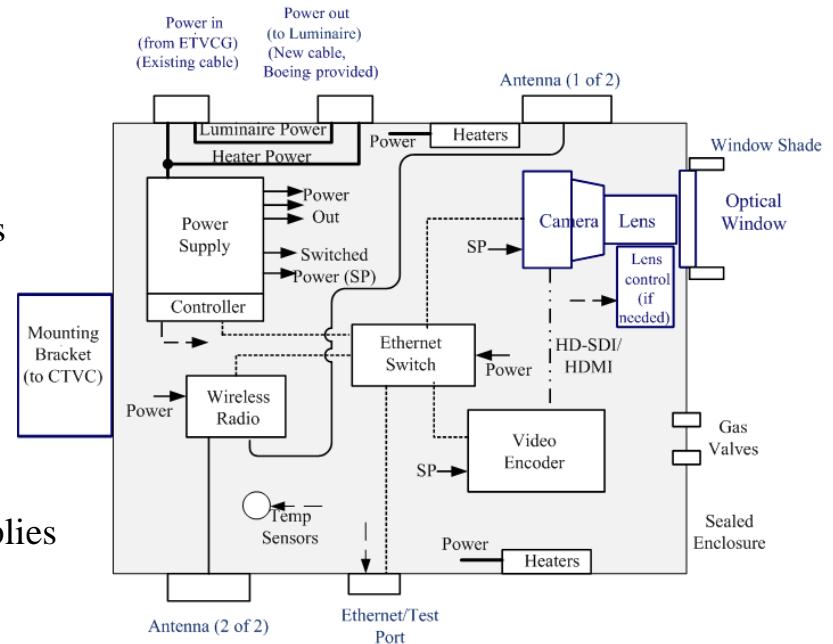 Power in
(from ETVCG)
(Existing cable)
Power out
(to Luminaire)
(New cable,
Boeing provided)
Antenna (1 of 2)
Luminaire Power
Heater Power
Power
Heaters
Window Shade
Optical
Window
Power
Supply
Power
Out
Switched
Power (SP)
Controller
Camera
Lens
SP
Lens
control
(if
needed)
s
Mounting
Bracket
(to CTVC)
Ethernet
Switch
Power
HD-SDI/
HDMI
Wireless
Radio
Power
Video
Encoder
SP
Gas
Valves
Temp
Sensors
plies
Sealed
Enclosure
Power
Heaters
Antenna (2 of 2)
Ethernet/Test
Port